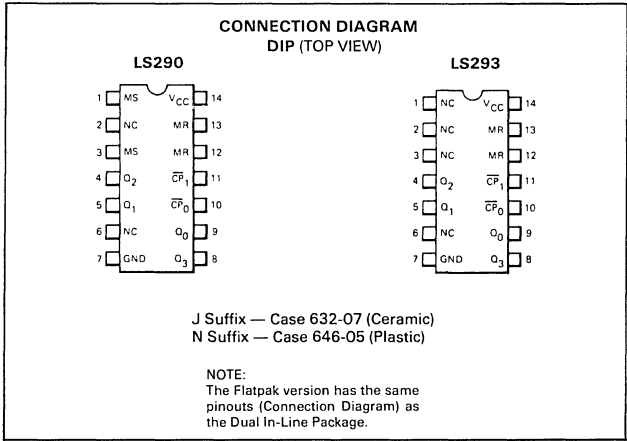 CONNECTION DIAGRAM
DIP (TOP VIEW)
LS290
1 MS VCC 14
2 NC MR 13
3 MS MR 12
4 Q2 CP1 11
5 Q1 CP0 10
6 NC Q0 9
7 GND Q3 8
LS293
1 NC VCC 14
2 NC MR 13
3 NC MR 12
4 Q2 CP1 11
5 Q1 CP0 10
6 NC Q0 9
7 GND Q3 8
J Suffix — Case 632-07 (Ceramic)
N Suffix — Case 646-05 (Plastic)
NOTE:
The Flatpak version has the same
pinouts (Connection Diagram) as
the Dual In-Line Package.